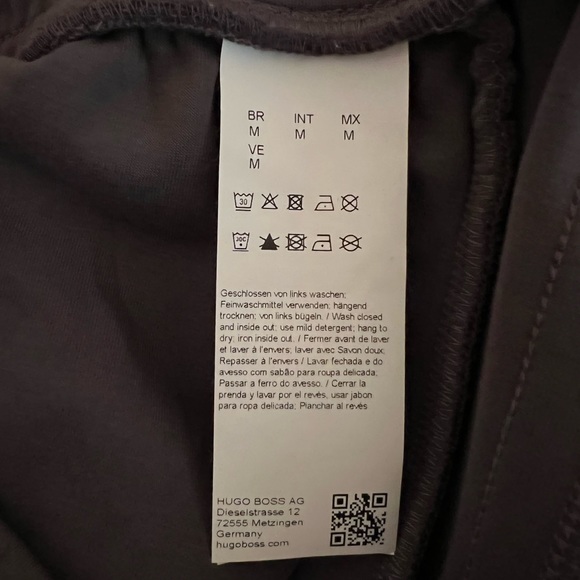 BR INT MX
M M M
VE
M
30
30C
Geschlossen von links waschen;
Feinwaschmittel verwenden; hängend
trocknen; von links bügeln. / Wash closed
and inside out: use mild detergent; hang to
dry; iron inside out. / Fermer avant de laver
et laver à l'envers; laver avec Savon doux;
Repasser à l'envers / Lavar fechada e do
avesso com sabão para roupa delicada;
Passar a ferro do avesso. / Cerrar la
prenda y lavar por el revés, usar jabón
para ropa delicada; Planchar al revés
HUGO BOSS AG
Dieselstrasse 12
72555 Metzingen
Germany
hugoboss.com